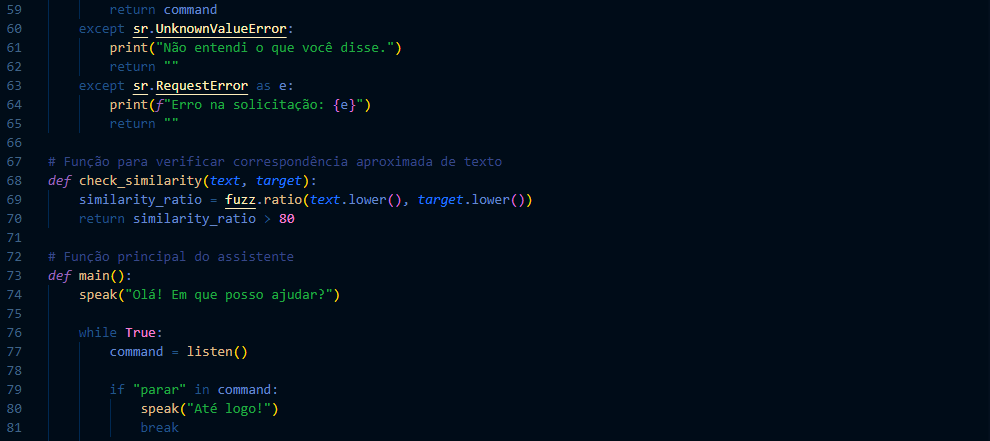 59 return command
60 except sr.UnknownValueError:
61 print("Não entendi o que você disse.")
62 return ""
63 except sr.RequestError as e:
64 print(f"Erro na solicitação: {e}")
65 return ""
66
67 # Função para verificar correspondência aproximada de texto
68 def check_similarity(text, target):
69 similarity_ratio = fuzz.ratio(text.lower(), target.lower())
70 return similarity_ratio > 80
71
72 # Função principal do assistente
73 def main():
74 speak("Olá! Em que posso ajudar?")
75
76 while True:
77 command = listen()
78
79 if "parar" in command:
80 speak("Até logo!")
81 break